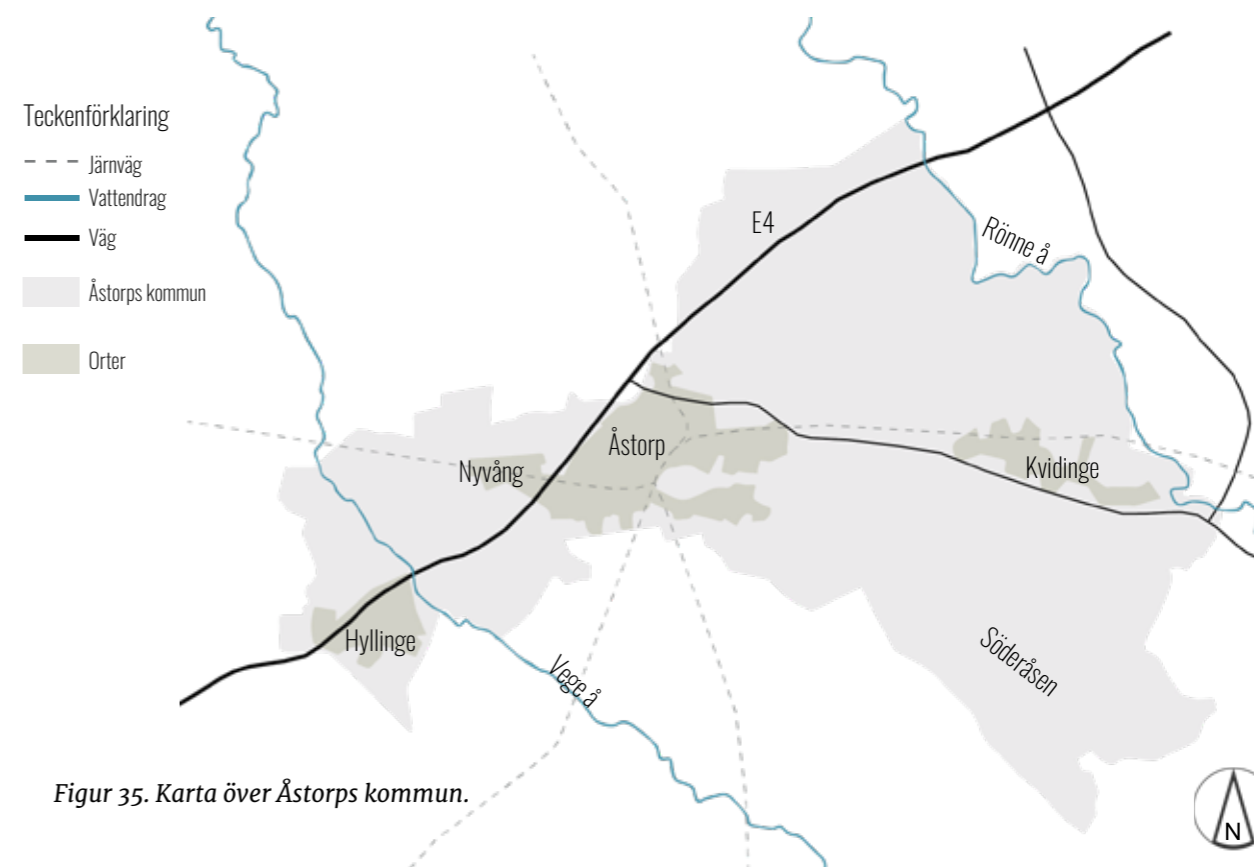 Teckenförklaring
Järnväg
Vattendrag
Väg
Åstorps kommun
Orter
E4
Rönne å
Åstorp
Nyvång
Kvidinge
Hyllinge
Vege å
Söderåsen
Figur 35. Karta över Åstorps kommun.
N